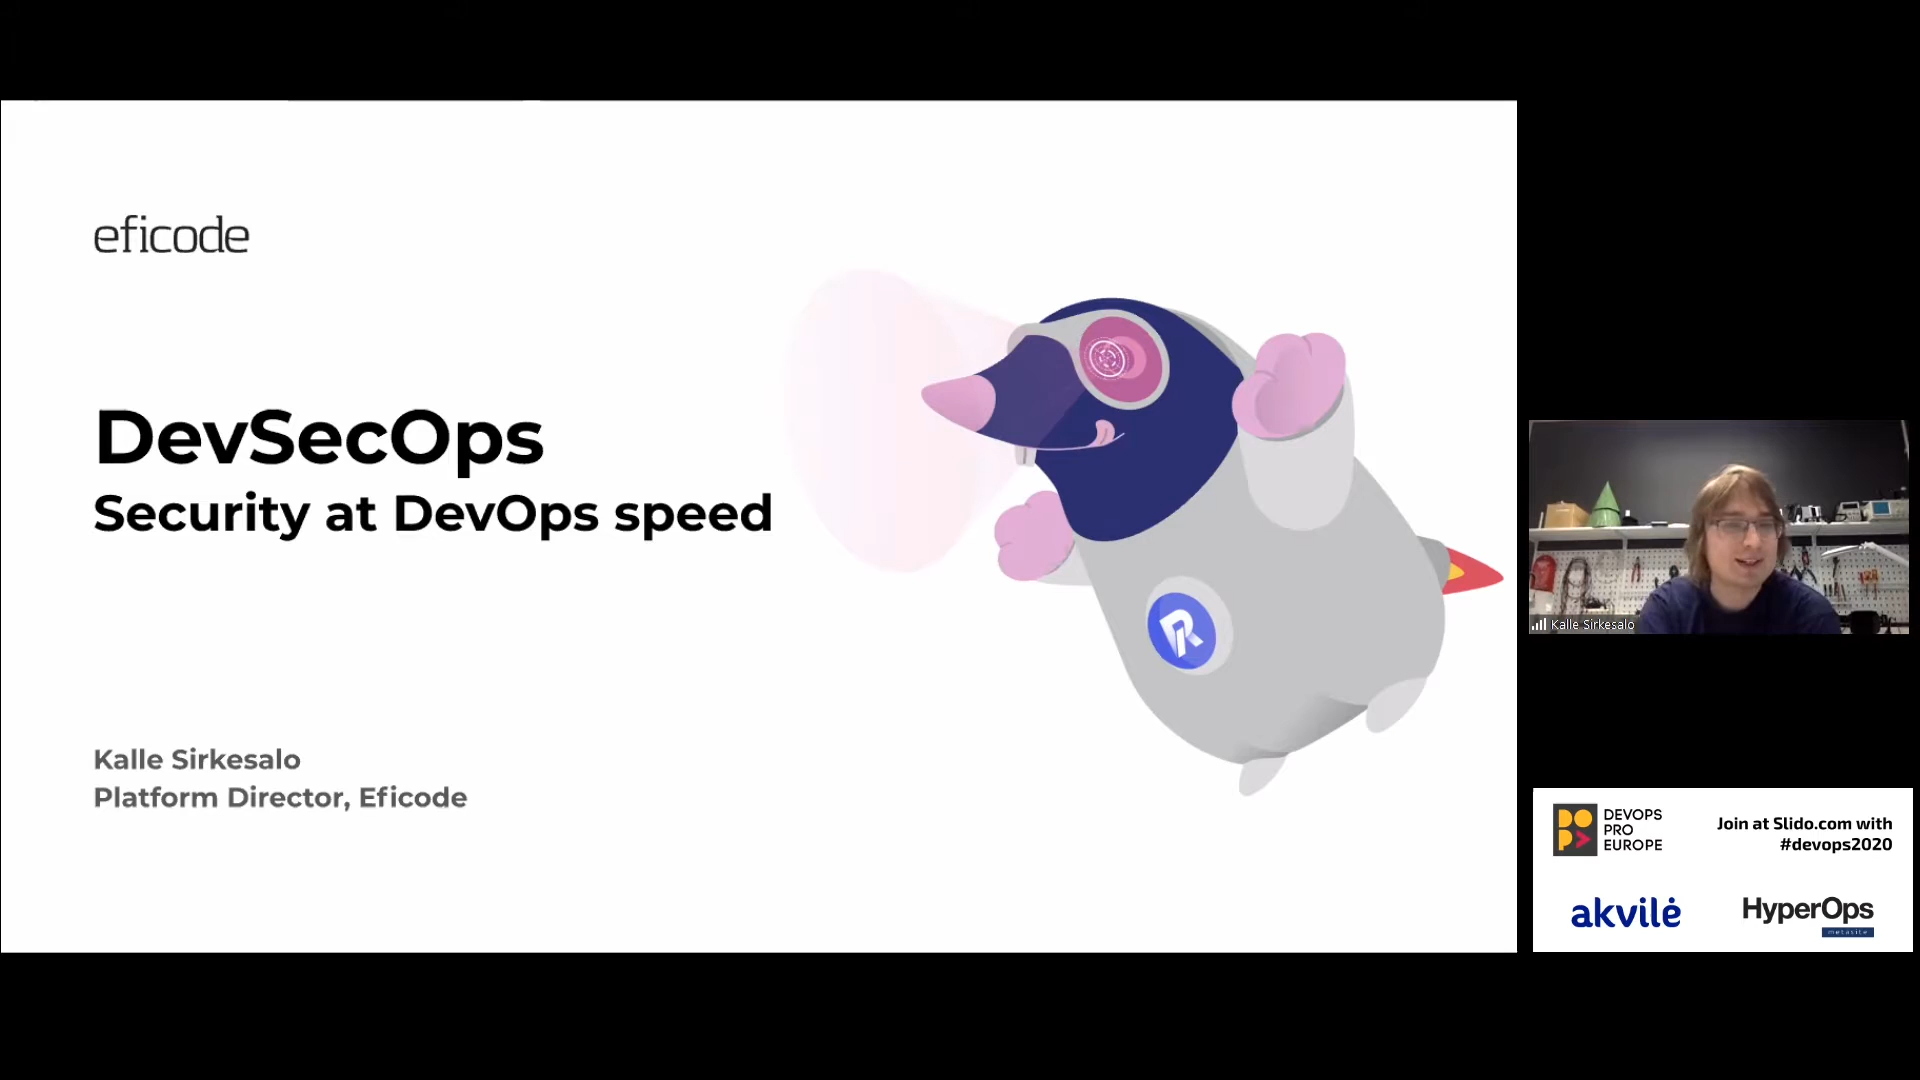 eficode
DevSecOps
Security at DevOps speed
Kalle Sirkesalo
Platform Director, Eficode
R
Kalle Sirkesalo
DEVOPS
PRO
EUROPE
Join at Slido.com with
#devops2020
akvilė
HyperOps
metasite